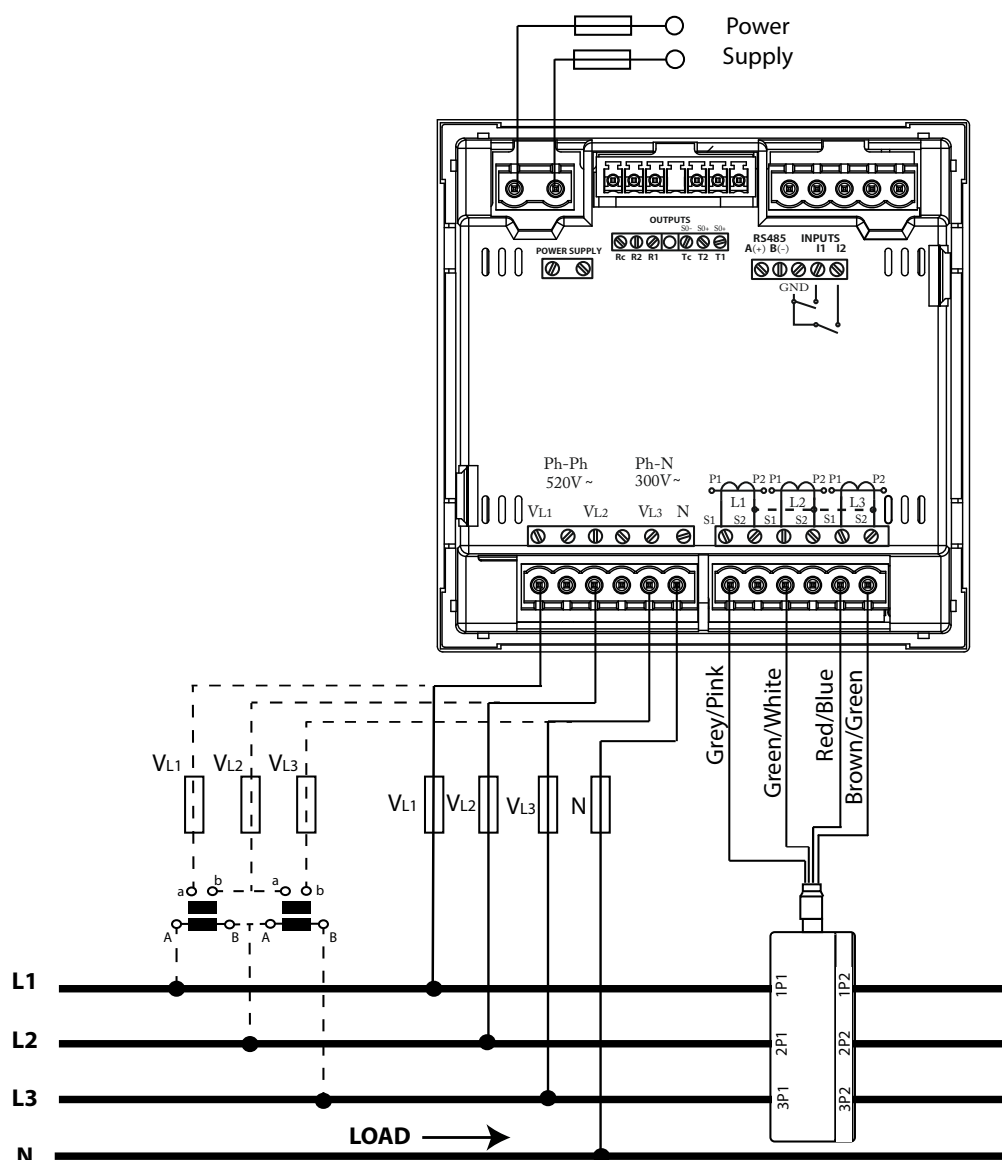 Power
Supply
OUTPUTS
S0- S0+ S0+
Rc R2 R1 Tc T2 T1
POWER SUPPLY
RS485 INPUTS
A(+) B(-) I1 I2
GND
Ph-Ph
520V ~
Ph-N
300V ~
P1 P2 P1 P2 P1 P2
L1 L2 L3
VL1 VL2 VL3 N
S1 S2 S1 S2 S1 S2
Grey/Pink
Green/White
Red/Blue
Brown/Green
VL1 VL2 VL3
VL1 VL2 VL3 N
a b a b
A B A B
L1
1P1 1P2
L2
2P1 2P2
L3
3P1 3P2
LOAD
N